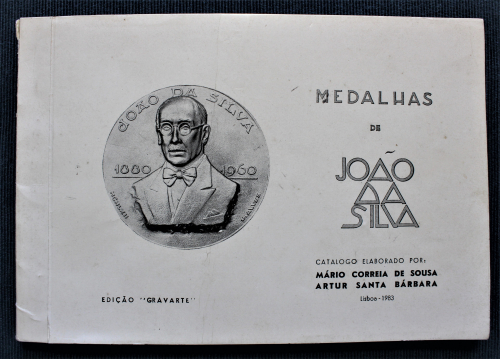 JOÃO DA SILVA
1880 1960
MEDALHAS
DE
JOÃO
DA
SILVA
CATALOGO ELABORADO POR:
MÁRIO CORREIA DE SOUSA
ARTUR SANTA BÁRBARA
Lisboa - 1983
EDIÇÃO "GRAVARTE"